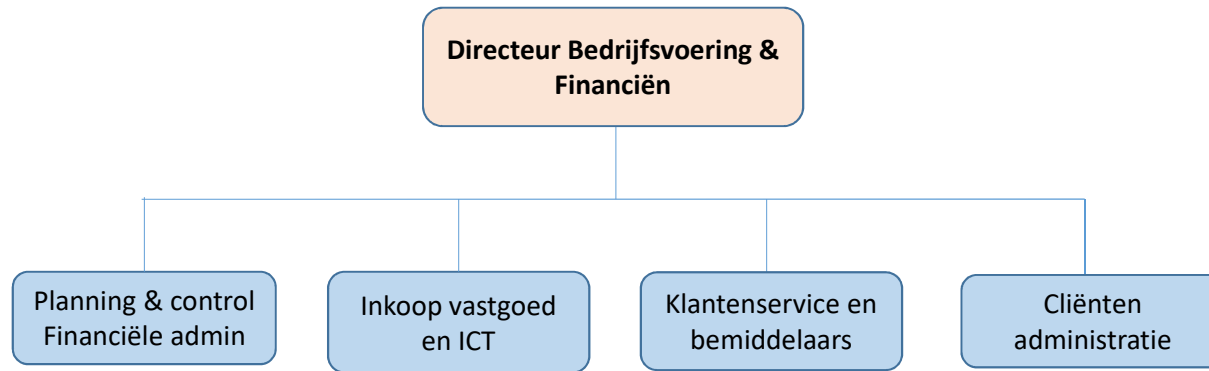 Directeur Bedrijfsvoering &
Financiën
Planning & control
Financiële admin
Inkoop vastgoed
en ICT
Klantenservice en
bemiddelaars
Cliënten
administratie